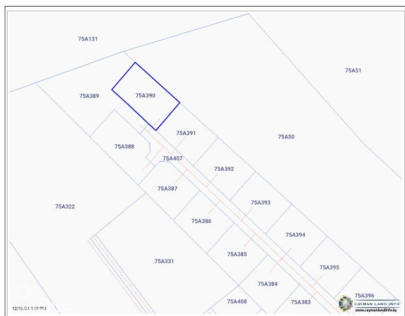 75A131
75A51
75A389
75A390
75A391
75A50
75A388
75A407
75A392
75A387
75A393
75A322
75A386
75A394
75A331
75A385
75A395
75A384
75A408
75A383
75A396
CAYMAN LAND INFO
www.caymanlandinfo.ky